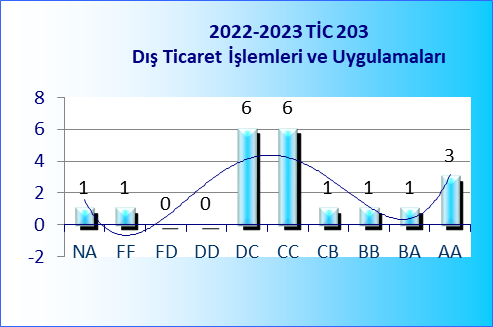 2022-2023 TİC 203
Dış Ticaret İşlemleri ve Uygulamaları
8
6
4
2
0
-2
1 1 0 0 6 6 1 1 1 3
NA FF FD DD DC CC CB BB BA AA